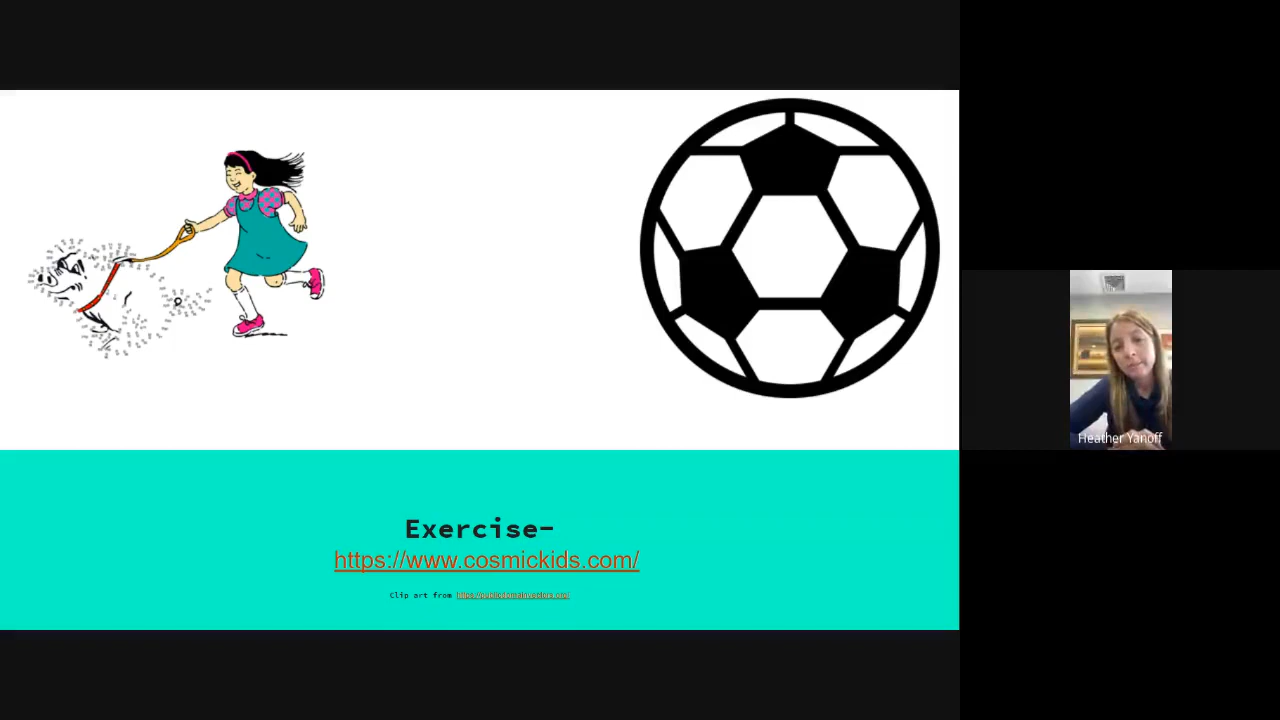 Exercise-
https://www.cosmickids.com/
Clip art from
Heather Yanoff